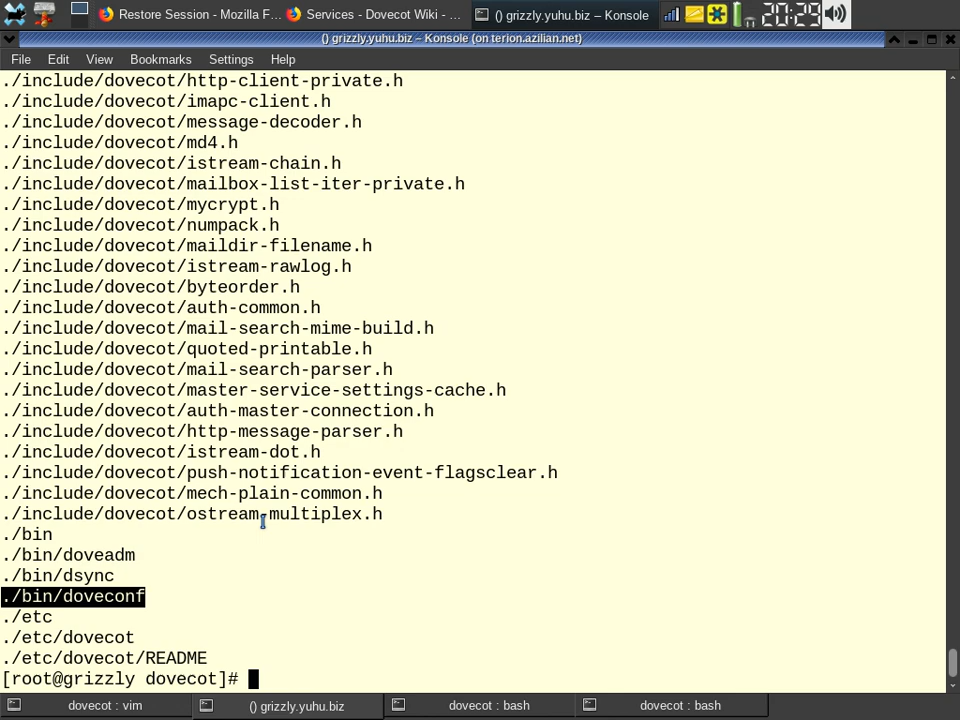 Restore Session - Mozilla F...
Services - Dovecot Wiki - ...
() grizzly.yuhu.biz – Konsole
20:29
() grizzly.yuhu.biz – Konsole (on terion.azilian.net)
File Edit View Bookmarks Settings Help
./include/dovecot/http-client-private.h
./include/dovecot/imapc-client.h
./include/dovecot/message-decoder.h
./include/dovecot/md4.h
./include/dovecot/istream-chain.h
./include/dovecot/mailbox-list-iter-private.h
./include/dovecot/mycrypt.h
./include/dovecot/numpack.h
./include/dovecot/maildir-filename.h
./include/dovecot/istream-rawlog.h
./include/dovecot/byteorder.h
./include/dovecot/auth-common.h
./include/dovecot/mail-search-mime-build.h
./include/dovecot/quoted-printable.h
./include/dovecot/mail-search-parser.h
./include/dovecot/master-service-settings-cache.h
./include/dovecot/auth-master-connection.h
./include/dovecot/http-message-parser.h
./include/dovecot/istream-dot.h
./include/dovecot/push-notification-event-flagsclear.h
./include/dovecot/mech-plain-common.h
./include/dovecot/ostream-multiplex.h
./bin
./bin/doveadm
./bin/dsync
./bin/doveconf
./etc
./etc/dovecot
./etc/dovecot/README
[root@grizzly dovecot]#
dovecot : vim
() grizzly.yuhu.biz
dovecot : bash
dovecot : bash